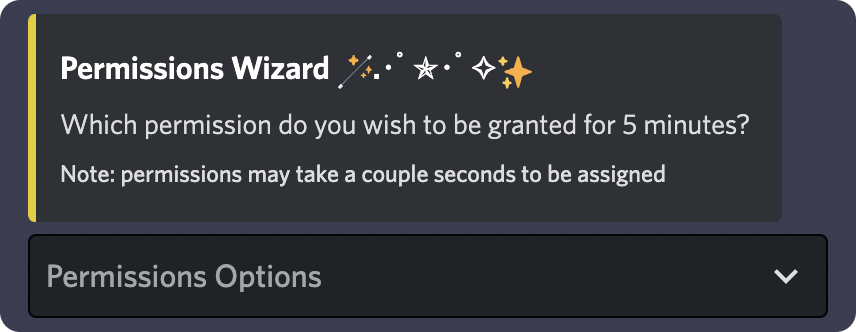 Permissions Wizard 🪄.·˚ ✯·˚ ✧✨
Which permission do you wish to be granted for 5 minutes?
Note: permissions may take a couple seconds to be assigned
Permissions Options